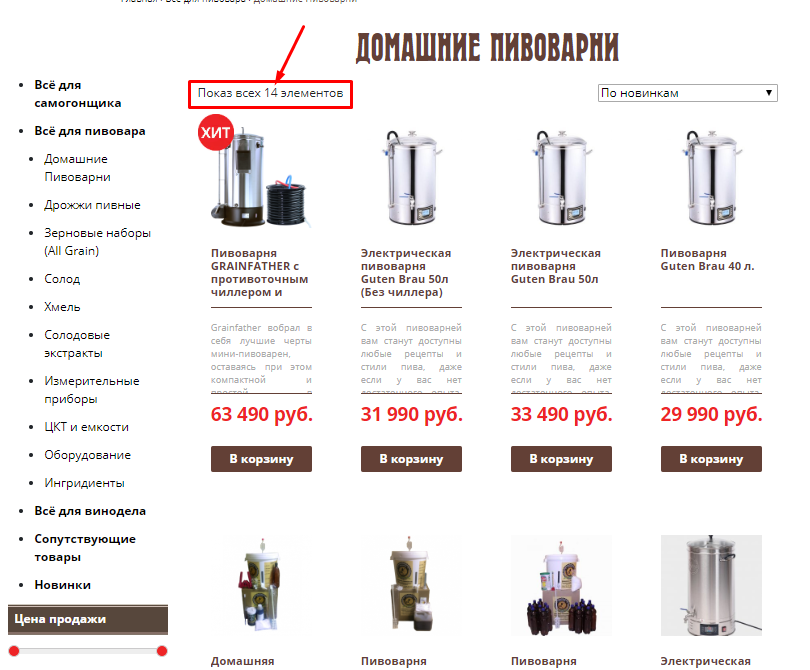 Главная › Всё для пивовара › Домашние Пивоварни
ДОМАШНИЕ ПИВОВАРНИ
Всё для
самогонщика
Всё для пивовара
Домашние
Пивоварни
Дрожжи пивные
Зерновые наборы
(All Grain)
Солод
Хмель
Солодовые
экстракты
Измерительные
приборы
ЦКТ и емкости
Оборудование
Ингридиенты
Всё для винодела
Сопутствующие
товары
Новинки
Цена продажи
Показ всех 14 элементов
По новинкам
ХИТ
Пивоварня
GRAINFATHER с
противоточным
чиллером и
Grainfather вобрал в
себя лучшие черты
мини-пивоварен,
оставаясь при этом
компактной и
простой в
63 490 руб.
В корзину
Электрическая
пивоварня
Guten Brau 50л
(Без чиллера)
С этой пивоварней
вам станут доступны
любые рецепты и
стили пива, даже
если у вас нет
достаточного опыта.
31 990 руб.
В корзину
Электрическая
пивоварня
Guten Brau 50л
С этой пивоварней
вам станут доступны
любые рецепты и
стили пива, даже
если у вас нет
достаточного опыта.
33 490 руб.
В корзину
Пивоварня
Guten Brau 40 л.
С этой пивоварней
вам станут доступны
любые рецепты и
стили пива, даже
если у вас нет
достаточного опыта.
29 990 руб.
В корзину
Домашняя
Пивоварня
Пивоварня
Электрическая